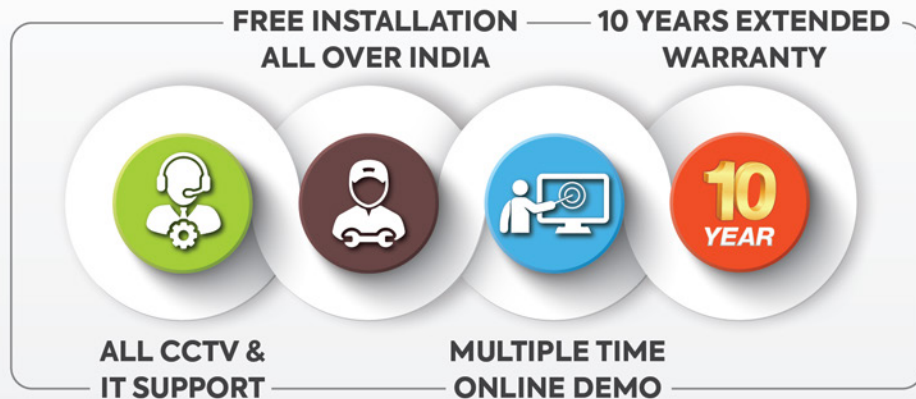 FREE INSTALLATION
ALL OVER INDIA
10 YEARS EXTENDED
WARRANTY
10
YEAR
ALL CCTV &
IT SUPPORT
MULTIPLE TIME
ONLINE DEMO